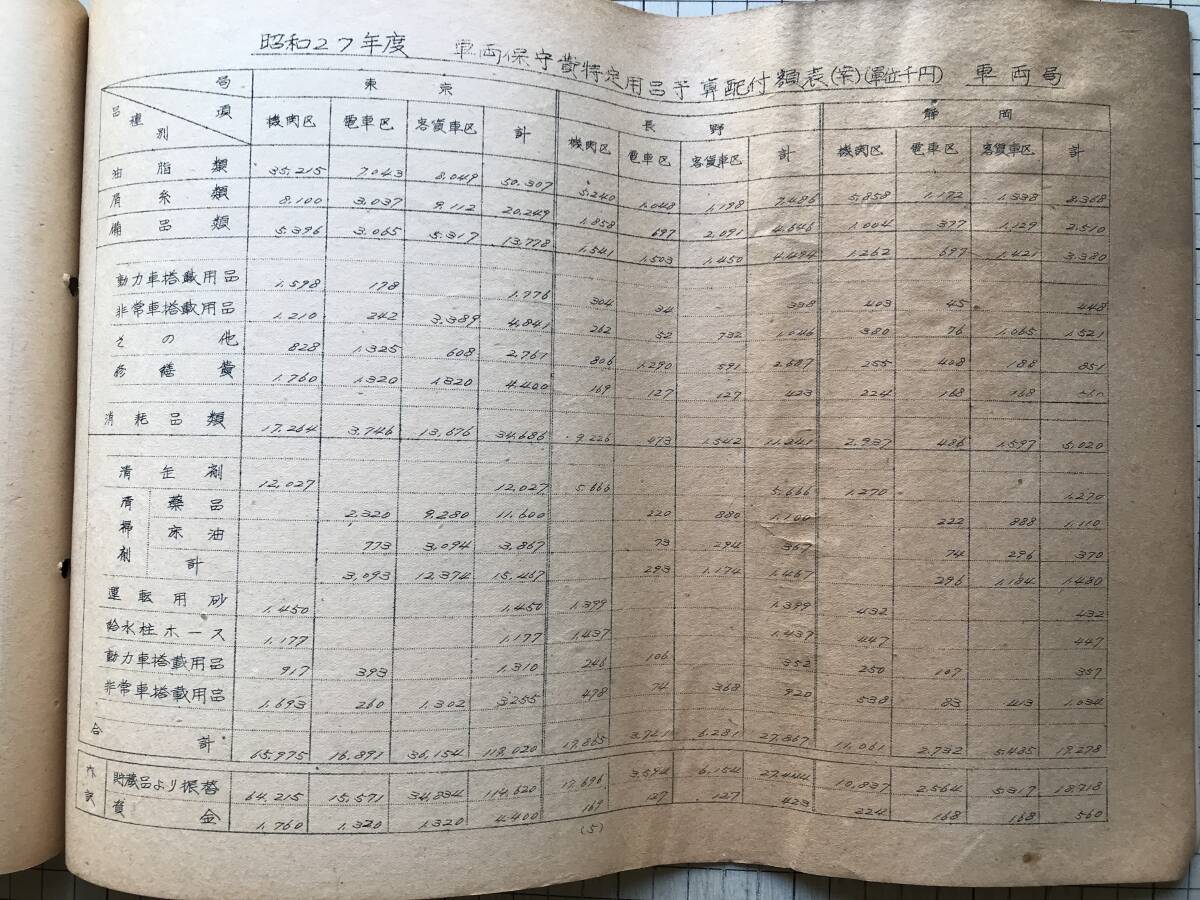 昭和27年度 車両保守費特定用品予算配付額表(案)(単位千円) 車両局
局 東京 長野 静岡
品種別 項 機関区 電車区 客貨車区 計 機関区 電車区 客貨車区 計 機関区 電車区 客貨車区 計
油脂類 35,215 7,043 8,049 50,307 5,240 1,048 1,198 7,486 5,858 1,172 1,338 8,368
屑糸類 8,100 3,037 9,112 20,249 1,858 697 2,091 4,646 1,004 377 1,129 2,510
備品類 5,396 3,065 5,317 13,778 1,541 1,503 1,450 4,494 1,262 697 1,421 3,380
動力車搭載用品 1,598 178 1,776 304 34 - 338 403 45 448
非常車搭載用品 1,210 242 3,389 4,841 262 52 732 1,046 380 76 1,065 1,521
その他 828 1,325 608 2,761 806 1,290 591 2,687 255 408 188 851
修繕費 1,760 1,320 1,320 4,400 169 127 127 423 224 168 168 560
消耗品類 17,264 3,746 13,676 34,686 9,226 473 1,542 11,241 2,937 486 1,597 5,020
清缶剤 12,027 12,027 5,666 5,666 1,270 1,270
清掃剤 薬品 2,320 9,280 11,600 220 880 1,100 222 888 1,110
床油 773 3,094 3,867 73 294 367 74 296 370
計 3,093 12,374 15,467 293 1,174 1,467 296 1,184 1,480
運転用砂 1,450 1,450 1,399 1,399 432 432
給水柱ホース 1,177 1,177 1,437 1,437 447 447
動力車搭載用品 917 393 1,310 246 106 352 250 107 357
非常車搭載用品 1,693 260 1,302 3,255 478 74 368 920 538 83 413 1,034
合計 65,975 16,891 36,154 119,020 17,865 3,721 6,281 27,867 11,061 2,732 5,485 19,278
内訳 貯蔵品より振替 64,215 15,571 34,834 114,620 17,696 3,594 6,154 27,444 10,837 2,564 5,317 18,718
資金 1,760 1,320 1,320 4,400 169 127 127 423 224 168 168 560
(5)